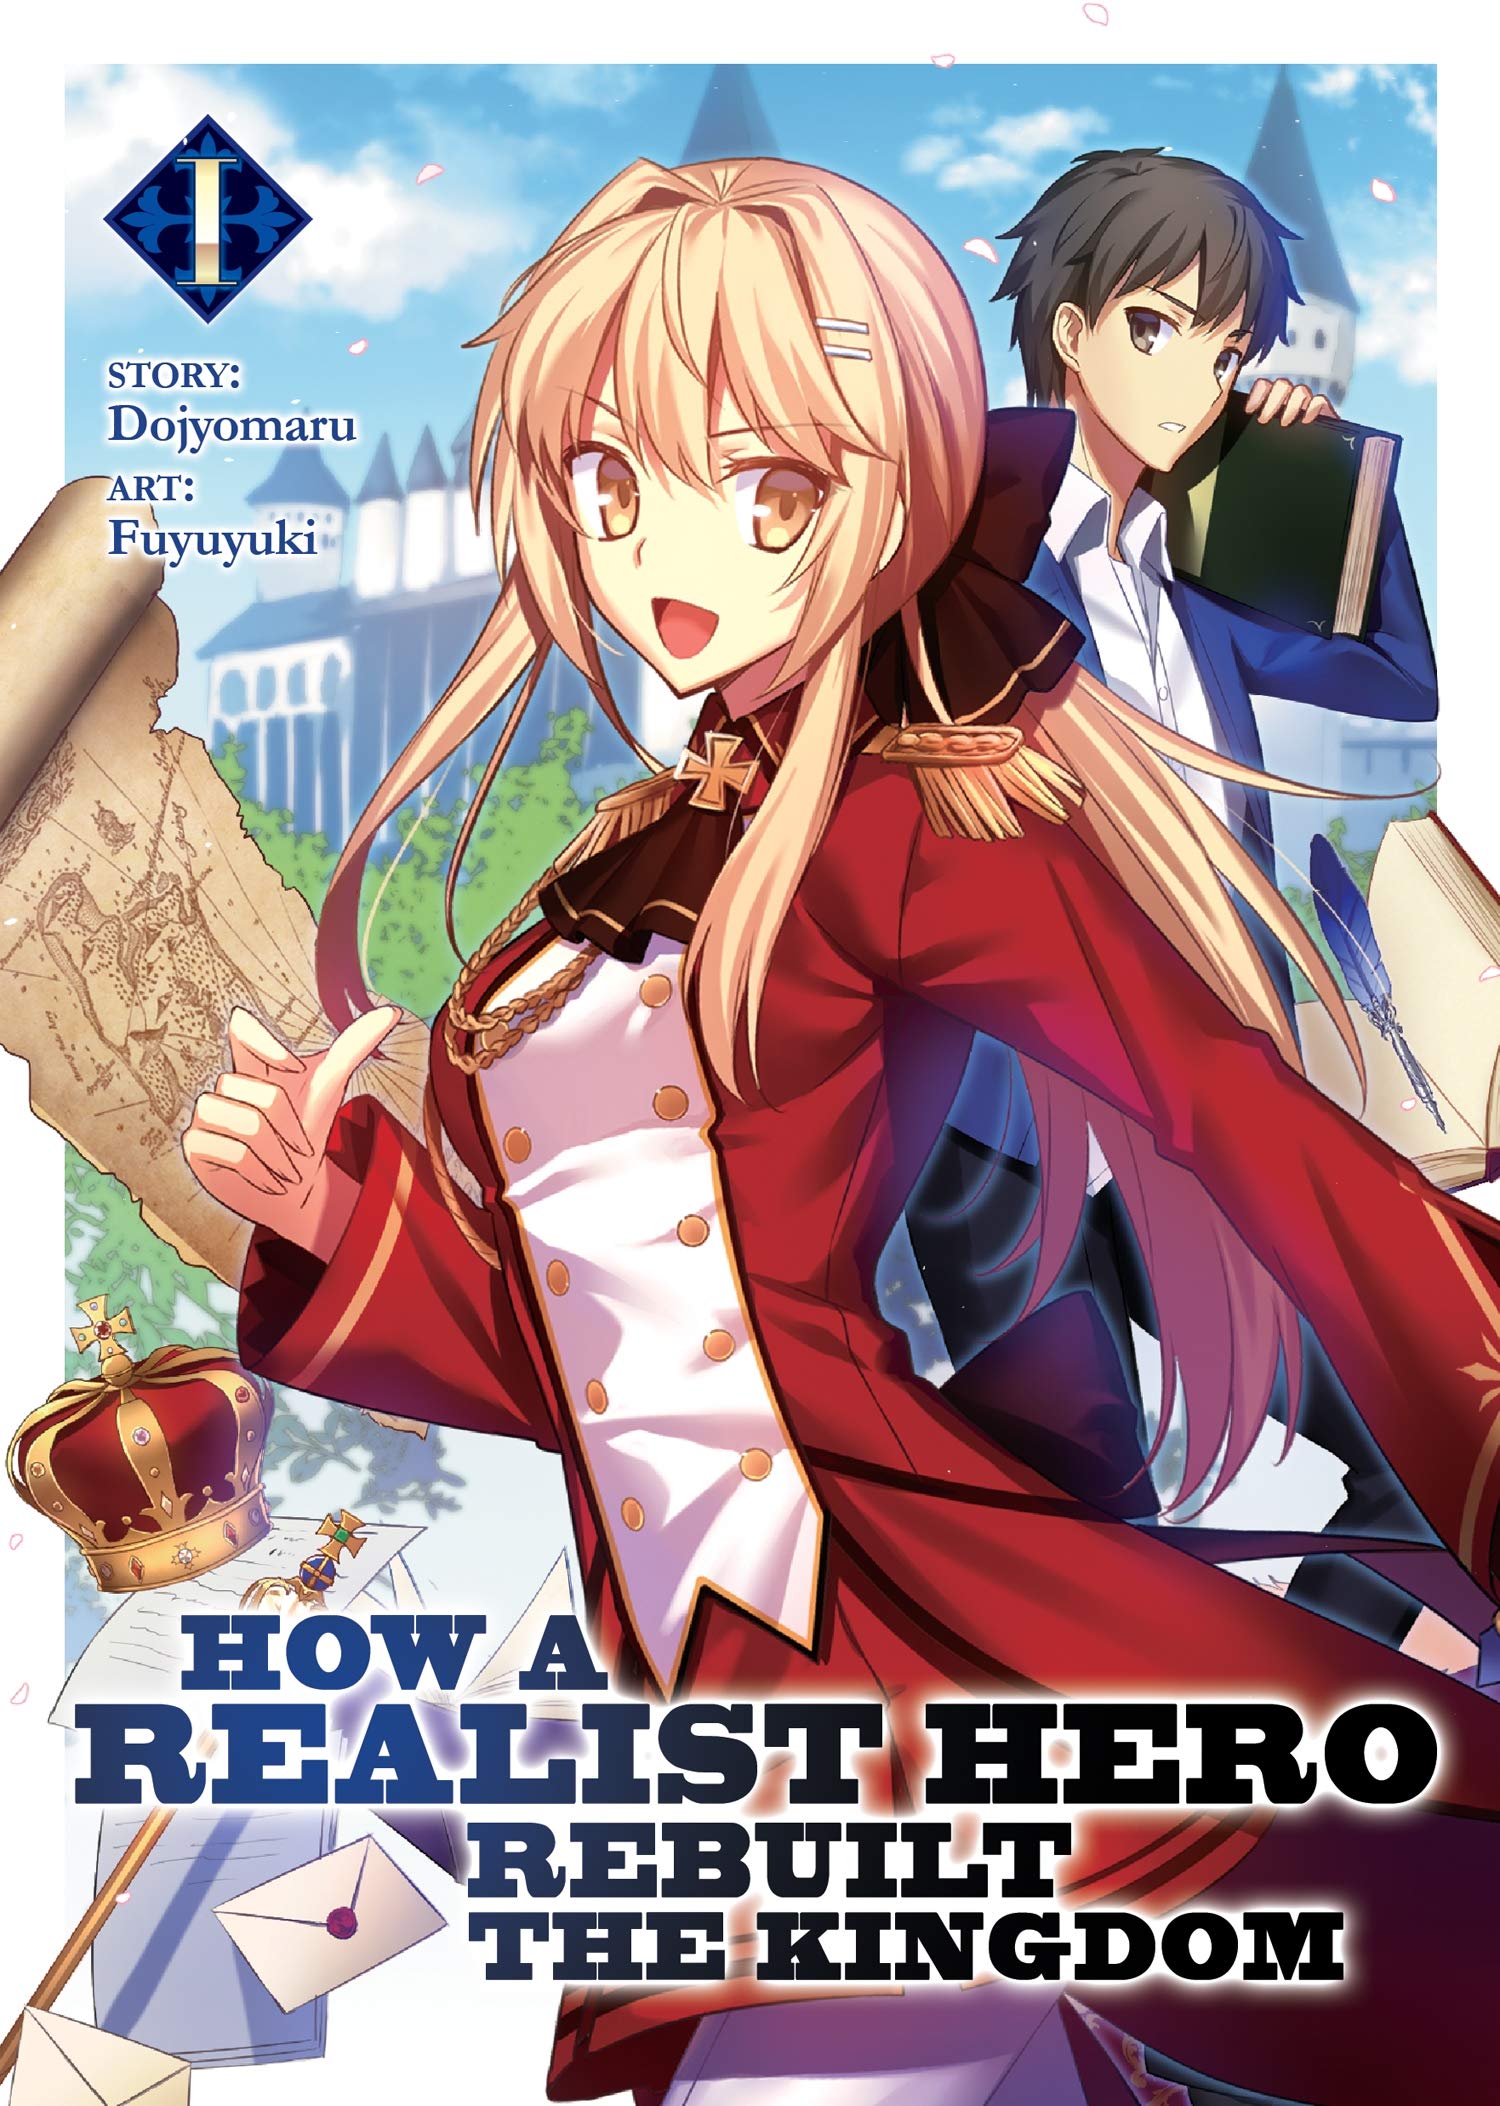 I
STORY:
Dojyomaru
ART:
Fuyuyuki
HOW A
REALIST HERO
REBUILT
THE KINGDOM